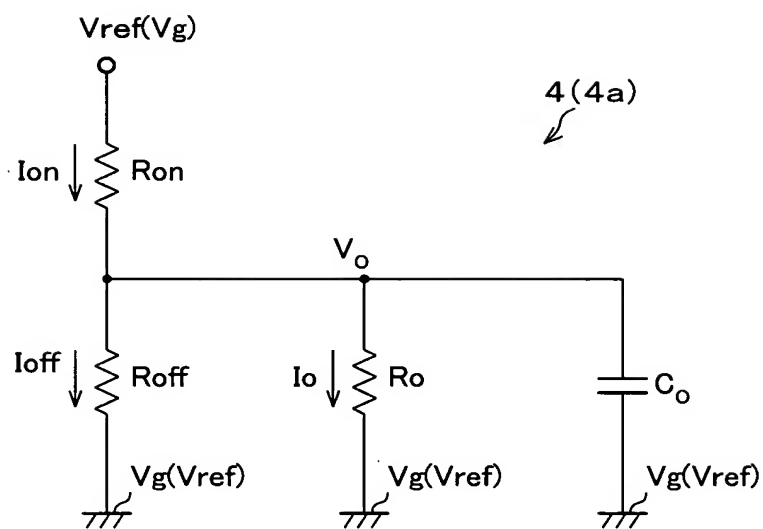 Vref(Vg)
4(4a)
Ion
Ron
Vo
Ioff
Roff
Io
Ro
Co
Vg(Vref)
Vg(Vref)
Vg(Vref)